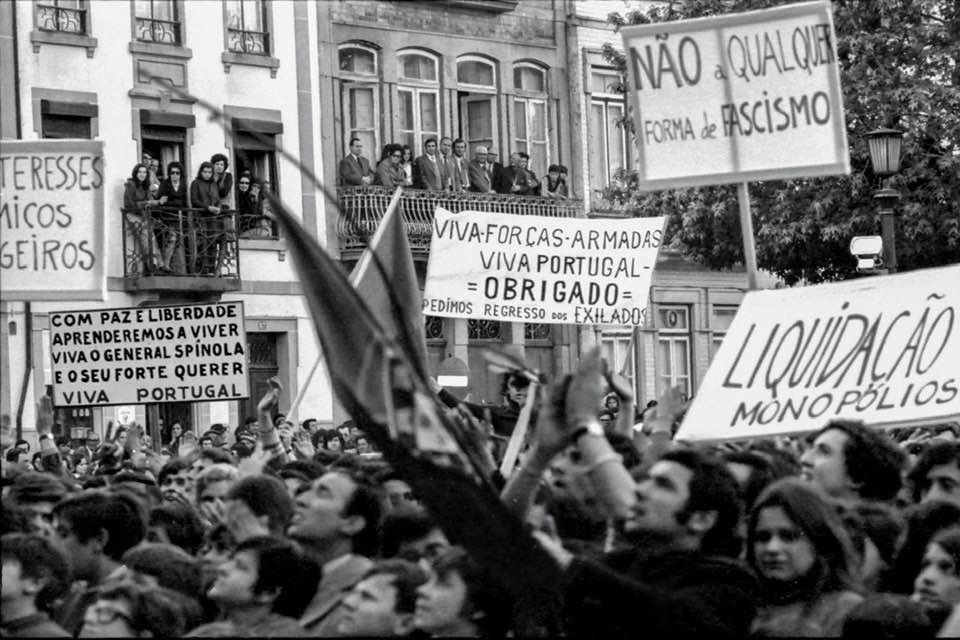 NÃO a QUALQUER
FORMA de FASCISMO
TERESSES
MICOS
GEIROS
VIVA-FORÇAS-ARMADAS
VIVA PORTUGAL-
=OBRIGADO=
PEDIMOS REGRESSO DOS EXILADOS
COM PAZ E LIBERDADE
APRENDEREMOS A VIVER
VIVA O GENERAL SPÍNOLA
E O SEU FORTE QUERER
VIVA PORTUGAL
LIQUIDAÇÃO
MONOPÓLIOS